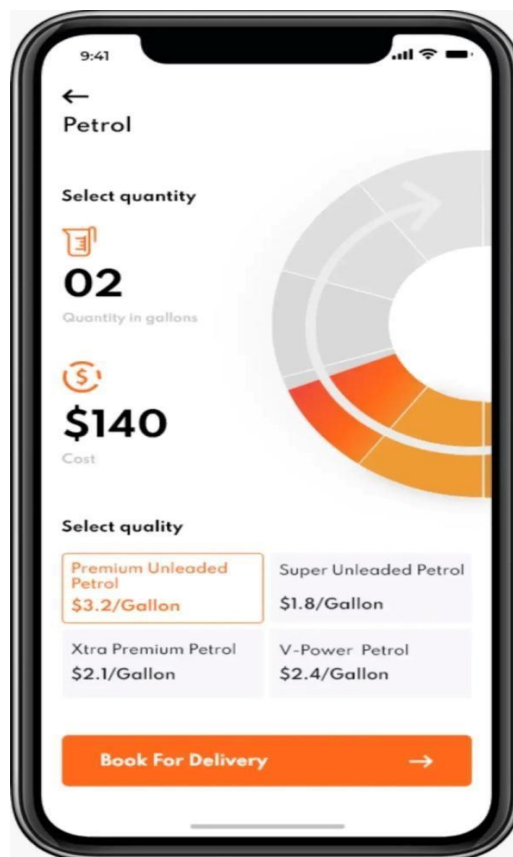 9:41
Petrol
Select quantity
02
Quantity in gallons
$
$140
Cost
Select quality
Premium Unleaded
Petrol
$3.2/Gallon
Super Unleaded Petrol
$1.8/Gallon
Xtra Premium Petrol
$2.1/Gallon
V-Power Petrol
$2.4/Gallon
Book For Delivery